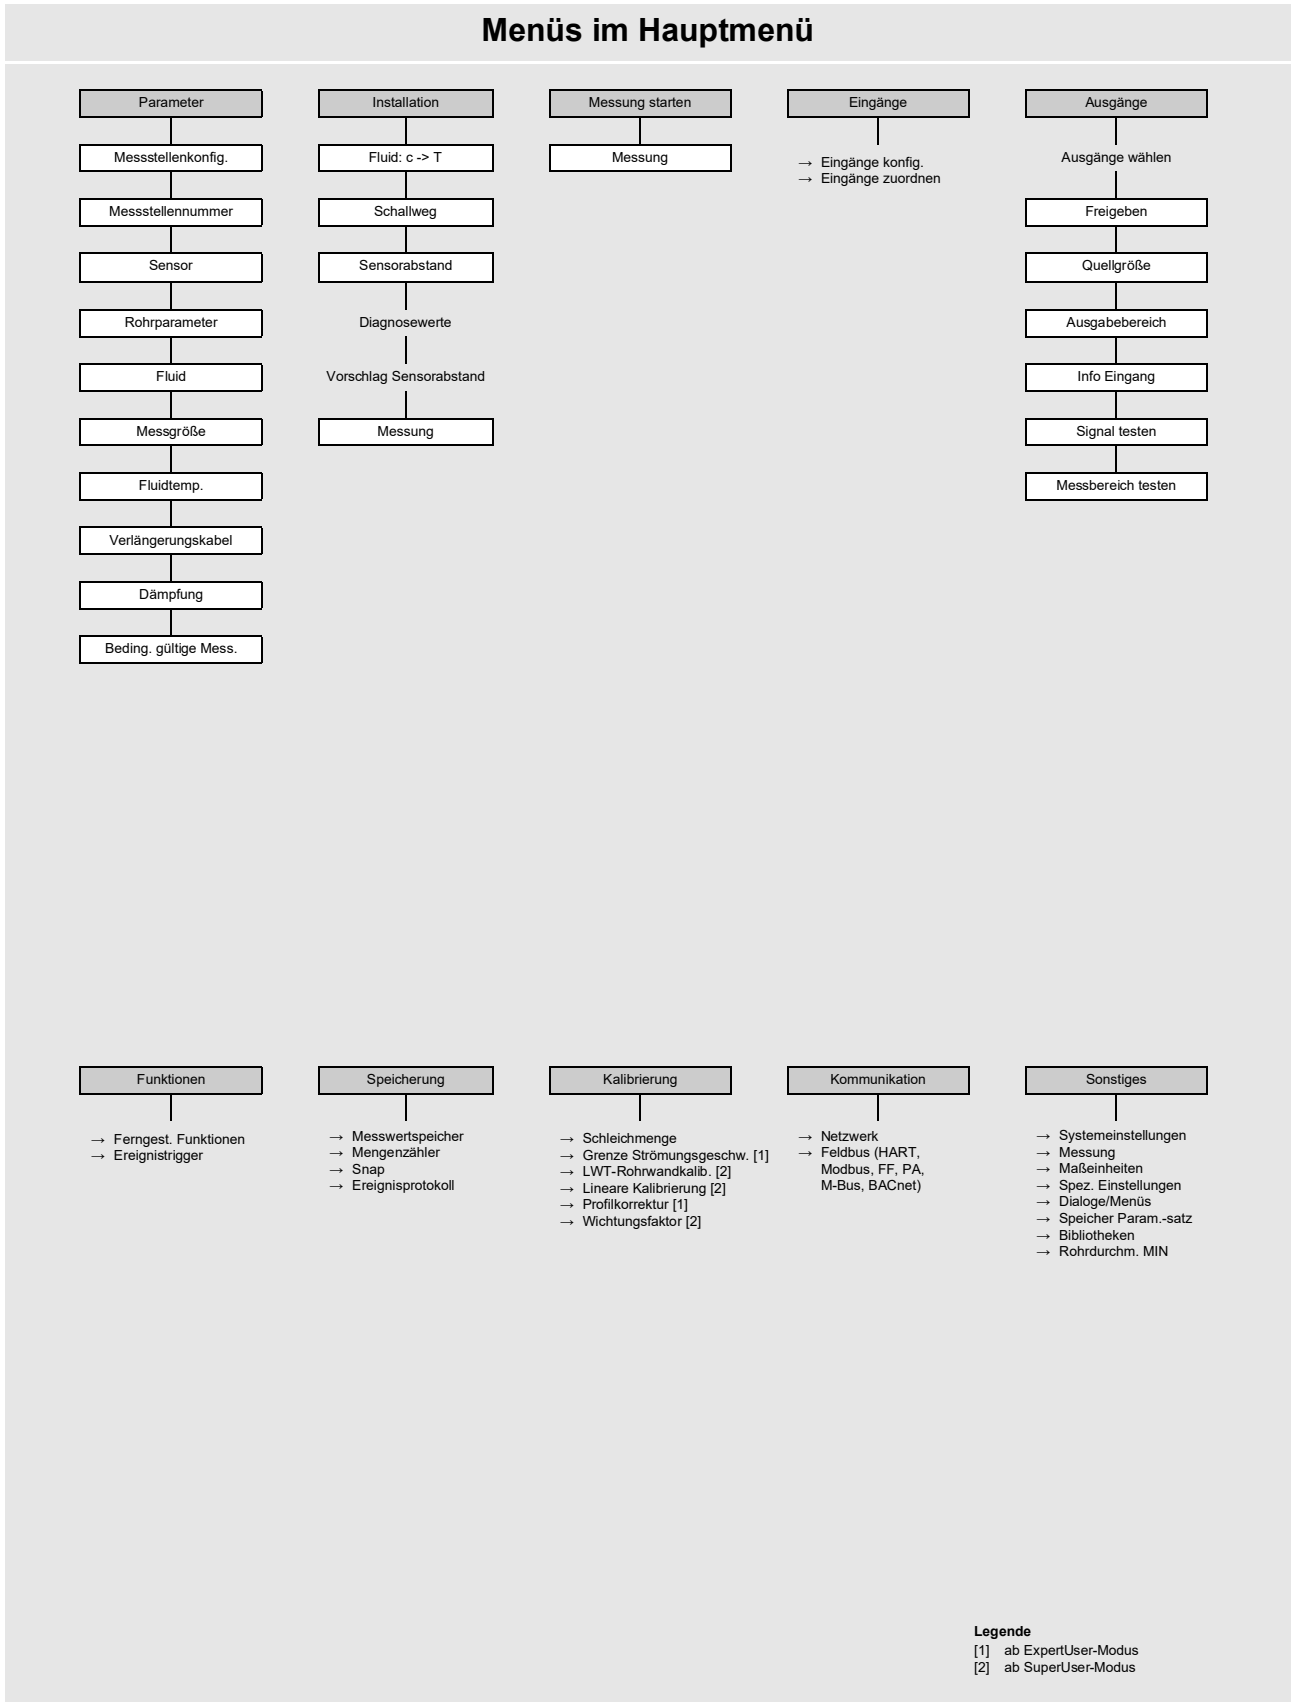 Menüs im Hauptmenü
Parameter
Messstellenkonfig.
Messstellennummer
Sensor
Rohrparameter
Fluid
Messgröße
Fluidtemp.
Verlängerungskabel
Dämpfung
Beding. gültige Mess.
Installation
Fluid: c -> T
Schallweg
Sensorabstand
Diagnosewerte
Vorschlag Sensorabstand
Messung
Messung starten
Messung
Eingänge
→ Eingänge konfig.
→ Eingänge zuordnen
Ausgänge
Ausgänge wählen
Freigeben
Quellgröße
Ausgabebereich
Info Eingang
Signal testen
Messbereich testen
Funktionen
→ Ferngest. Funktionen
→ Ereignistrigger
Speicherung
→ Messwertspeicher
→ Mengenzähler
→ Snap
→ Ereignisprotokoll
Kalibrierung
→ Schleichmenge
→ Grenze Strömungsgeschw. [1]
→ LWT-Rohrwandkalib. [2]
→ Lineare Kalibrierung [2]
→ Profilkorrektur [1]
→ Wichtungsfaktor [2]
Kommunikation
→ Netzwerk
→ Feldbus (HART,
Modbus, FF, PA,
M-Bus, BACnet)
Sonstiges
→ Systemeinstellungen
→ Messung
→ Maßeinheiten
→ Spez. Einstellungen
→ Dialoge/Menüs
→ Speicher Param.-satz
→ Bibliotheken
→ Rohrdurchm. MIN
Legende
[1] ab ExpertUser-Modus
[2] ab SuperUser-Modus